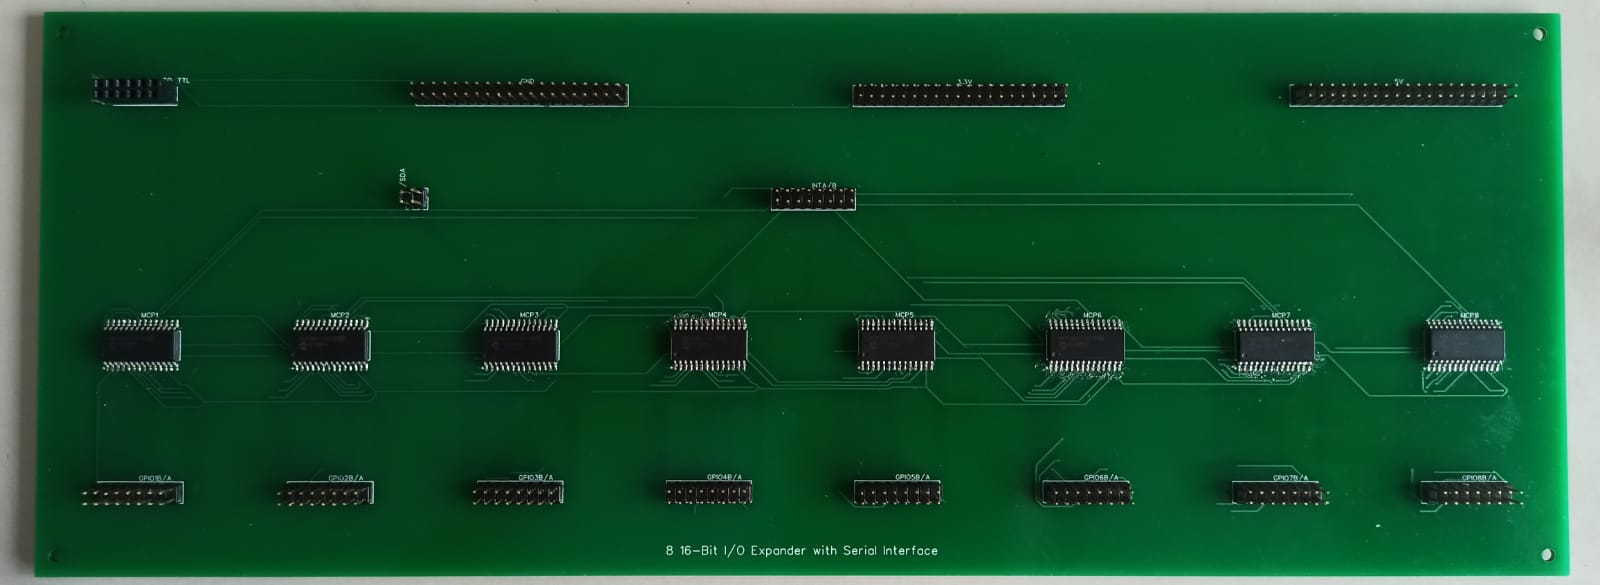 TTL
GND
3.3V
5V
/SDA
INTA/B
MCP1
MCP2
MCP3
MCP4
MCP5
MCP6
MCP7
MCP8
GPIO1B/A
GPIO2B/A
GPIO3B/A
GPIO4B/A
GPIO5B/A
GPIO6B/A
GPIO7B/A
GPIO8B/A
8 16-Bit I/O Expander with Serial Interface